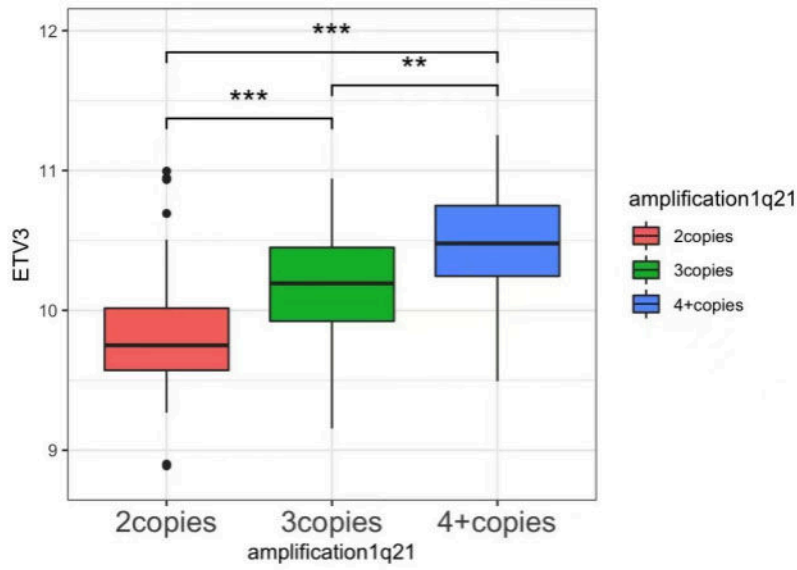 12
***
**
***
11
10
9
ETV3
2copies 3copies 4+copies
amplification1q21
amplification1q21
2copies
3copies
4+copies